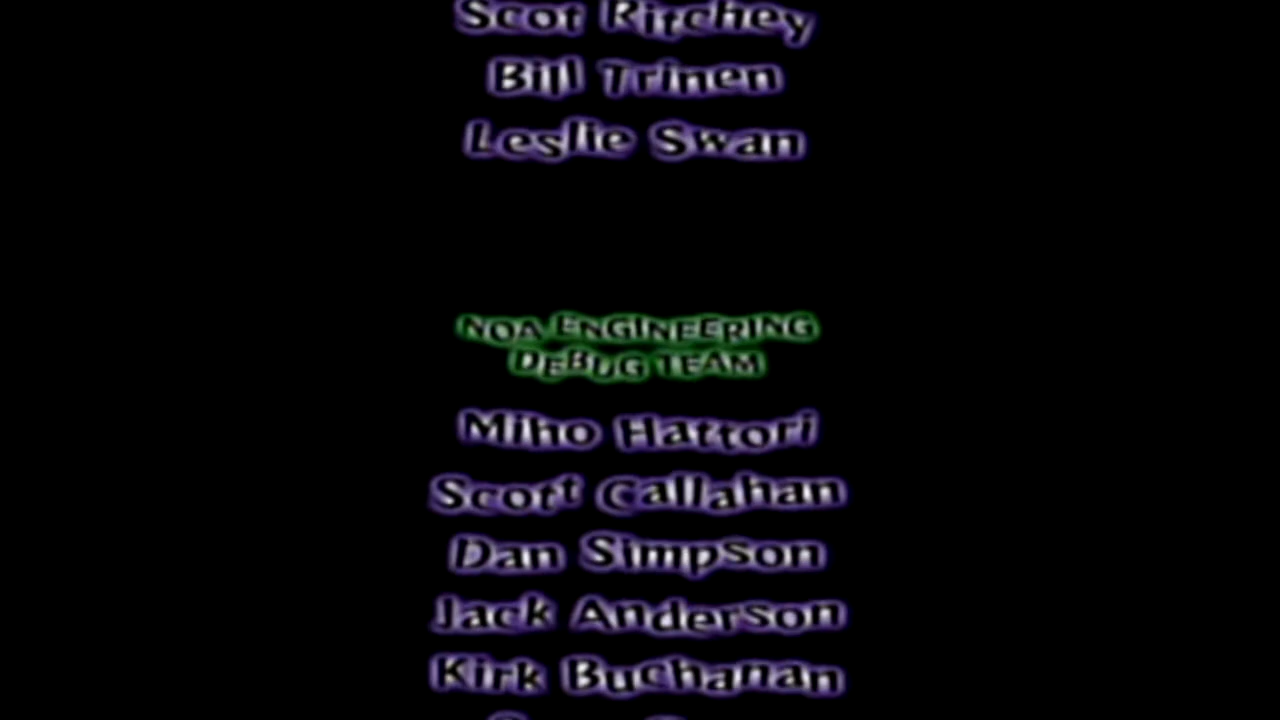 Scot Ritchey
Bill Trinen
Leslie Swan
NOA ENGINEERING
DEBUG TEAM
Miho Hattori
Scott Callahan
Dan Simpson
Jack Anderson
Kirk Buchanan